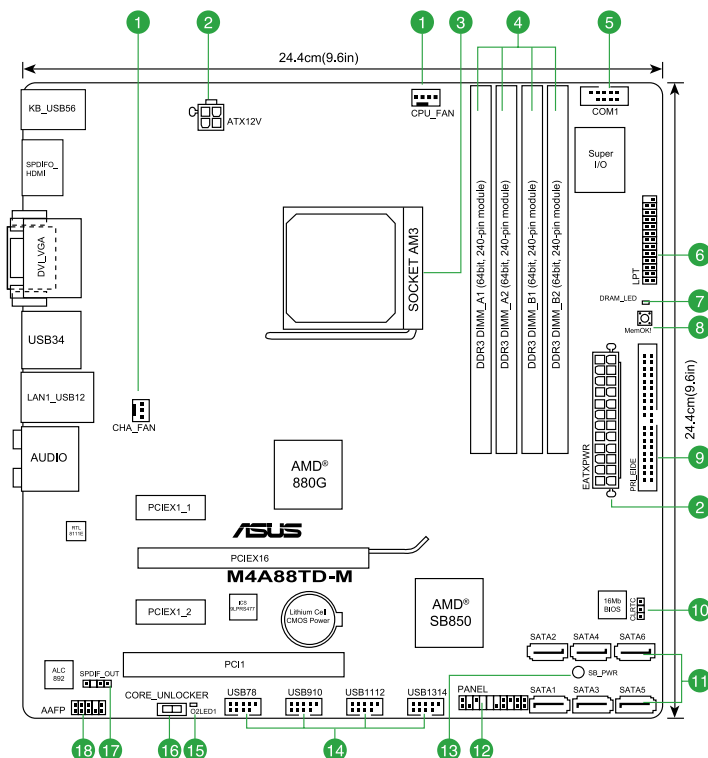 1
2
3
1
4
5
24.4cm(9.6in)
KB_USB56
ATX12V
CPU_FAN
COM1
SPDIFO_
HDMI
Super
I/O
DVI_VGA
SOCKET AM3
DDR3 DIMM_A1 (64bit, 240-pin module)
DDR3 DIMM_A2 (64bit, 240-pin module)
DDR3 DIMM_B1 (64bit, 240-pin module)
DDR3 DIMM_B2 (64bit, 240-pin module)
LPT
6
DRAM_LED
7
MemOK!
8
USB34
LAN1_USB12
CHA_FAN
AUDIO
EATXPWR
PRI_EIDE
24.4cm(9.6in)
9
2
AMD®
880G
PCIEX1_1
RTL
8111E
ASUS
PCIEX16
M4A88TD-M
PCIEX1_2
ICS
9LPRS477
Lithium Cell
CMOS Power
AMD®
SB850
16Mb
BIOS
CLRTC
10
SATA2
SATA4
SATA6
PCI1
ALC
892
SPDIF_OUT
SB_PWR
11
AAFP
CORE_UNLOCKER
O2LED1
USB78
USB910
USB1112
USB1314
PANEL
SATA1
SATA3
SATA5
18
17
16
15
14
13
12